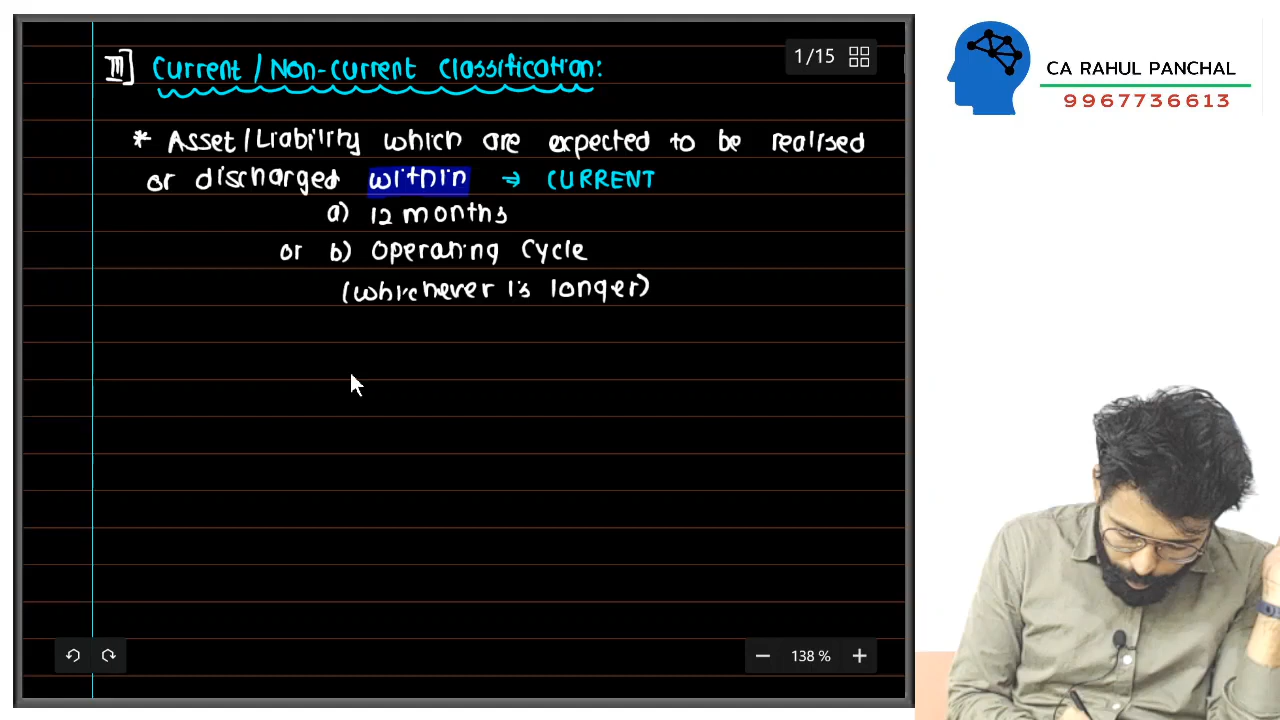 III] Current / Non-current Classification:
1/15
* Asset/Liability which are expected to be realised
or discharged within → CURRENT
a) 12 months
or b) Operating Cycle
(whichever is longer)
138 %
CA RAHUL PANCHAL
9967736613